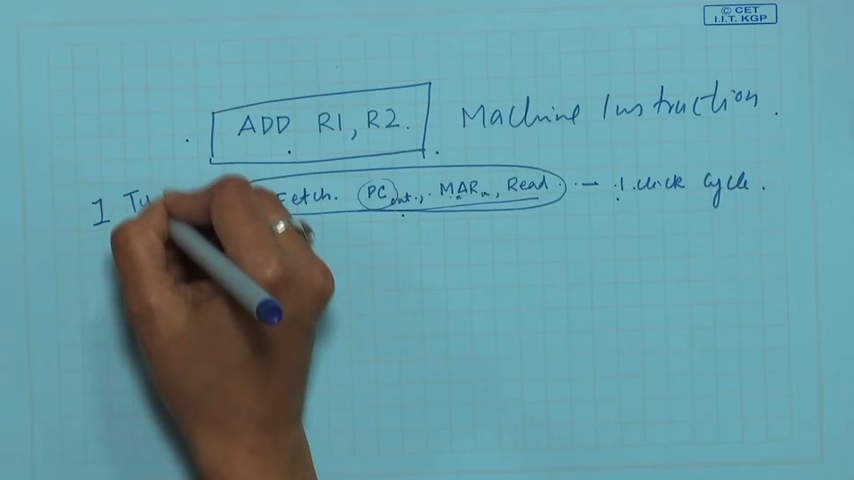 © CET
I.I.T. KGP
ADD R1, R2. Machine Instruction.
1 Fetch. PCout, MARin, Read. - 1 clock cycle.